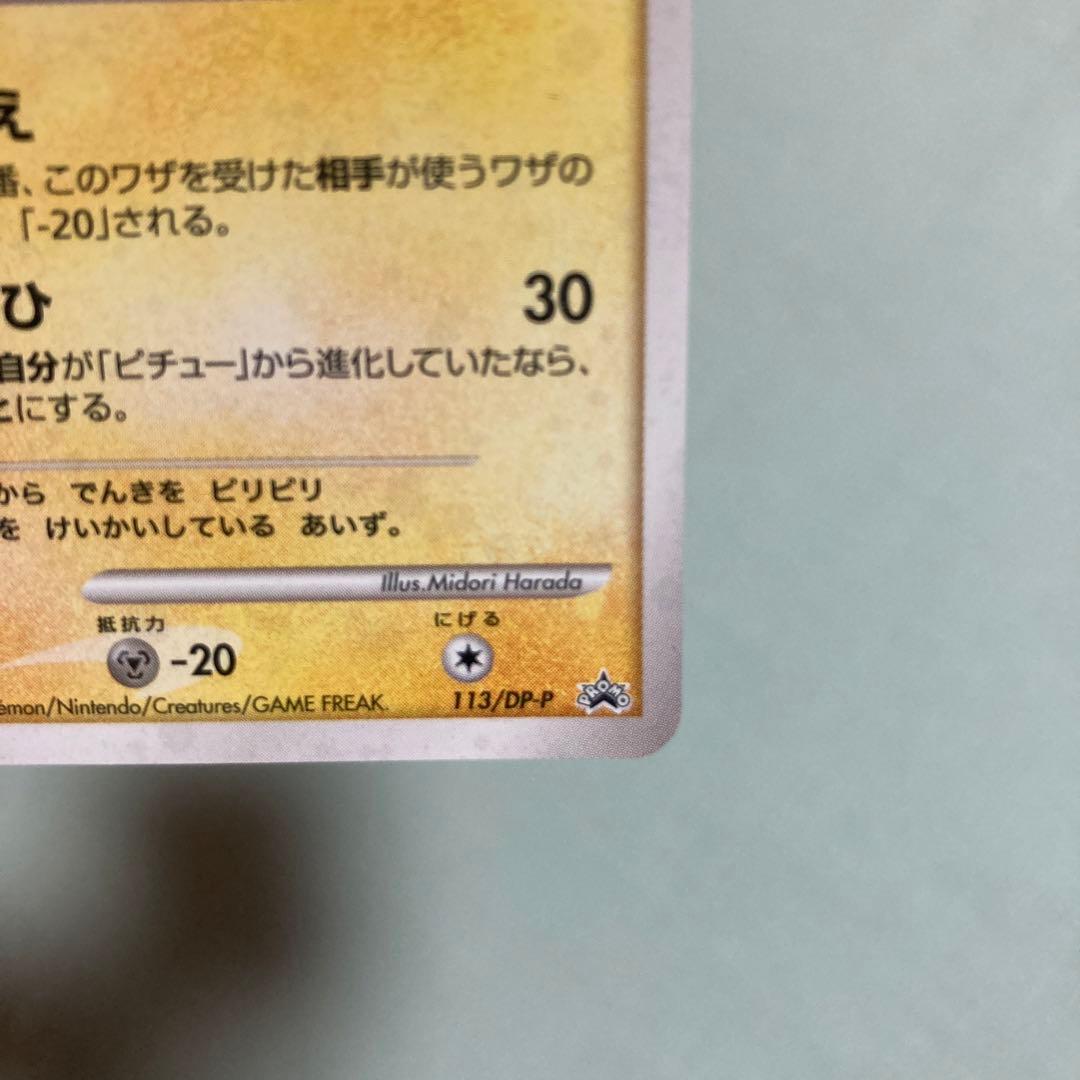 え
番、このワザを受けた相手が使うワザの
「-20」される。
ひ 30
自分が「ピチュー」から進化していたなら、
とにする。
から でんきを ビリビリ
を けいかいしている あいず。
Illus.Midori Harada
抵抗力 にげる
-20
émon/Nintendo/Creatures/GAME FREAK. 113/DP-P PROMO